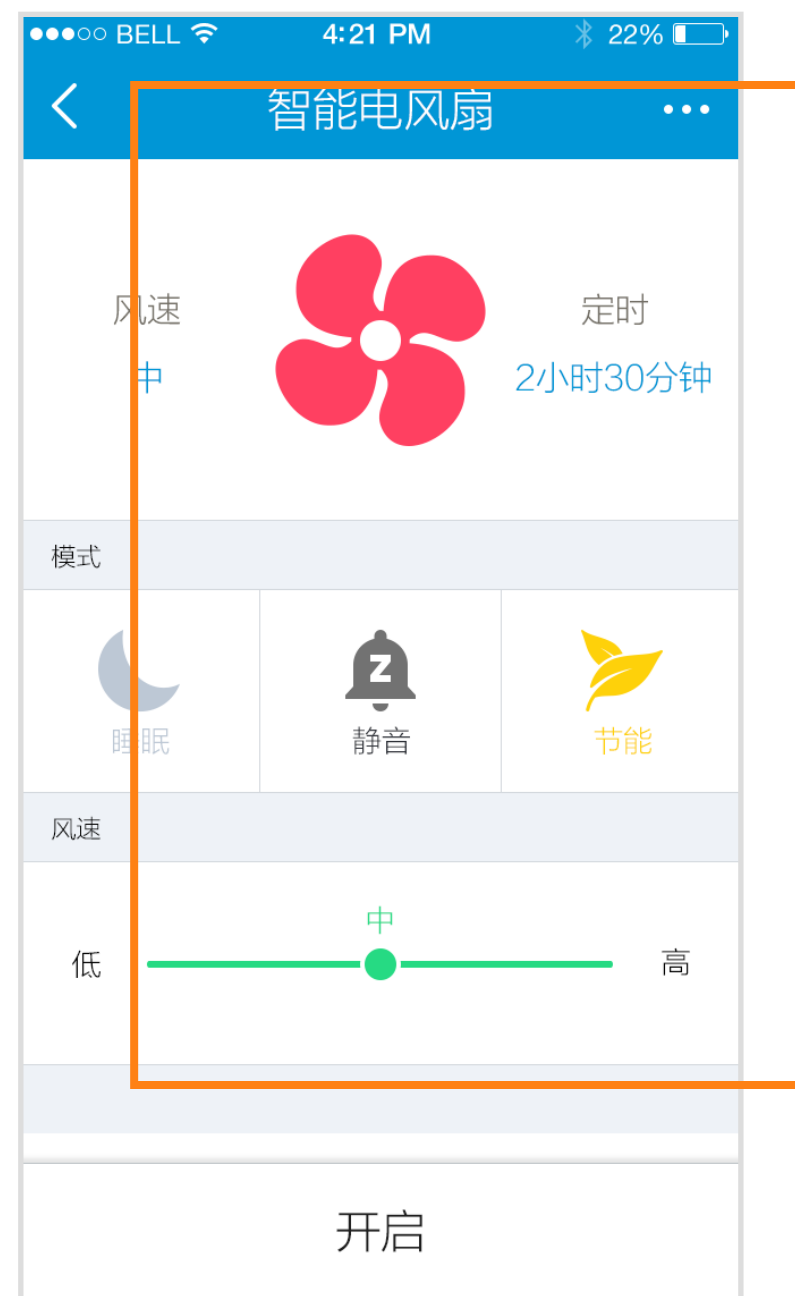 BELL 4:21 PM 22%
智能电风扇
风速 定时
中 2小时30分钟
模式
Z
睡眠 静音 节能
风速
中
低 高
开启